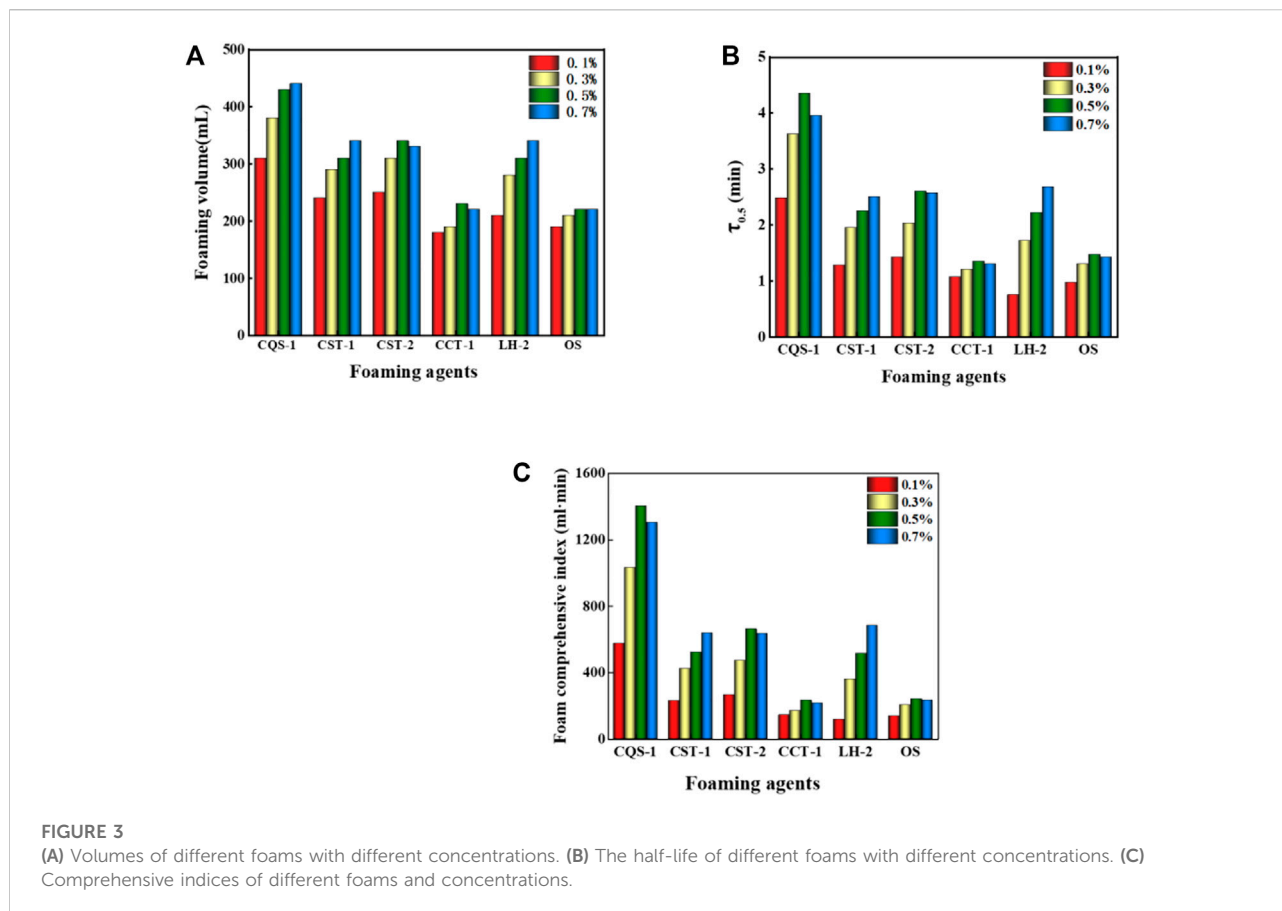 A
500
400
300
200
100
0
Foaming volume(mL)
0.1%
0.3%
0.5%
0.7%
CQS-1 CST-1 CST-2 CCT-1 LH-2 OS
Foaming agents
B
5
4
3
2
1
0
τ0.5 (min)
0.1%
0.3%
0.5%
0.7%
CQS-1 CST-1 CST-2 CCT-1 LH-2 OS
Foaming agents
C
1600
1200
800
400
0
Foam comprehensive index (ml·min)
0.1%
0.3%
0.5%
0.7%
CQS-1 CST-1 CST-2 CCT-1 LH-2 OS
Foaming agents
FIGURE 3
(A) Volumes of different foams with different concentrations. (B) The half-life of different foams with different concentrations. (C)
Comprehensive indices of different foams and concentrations.